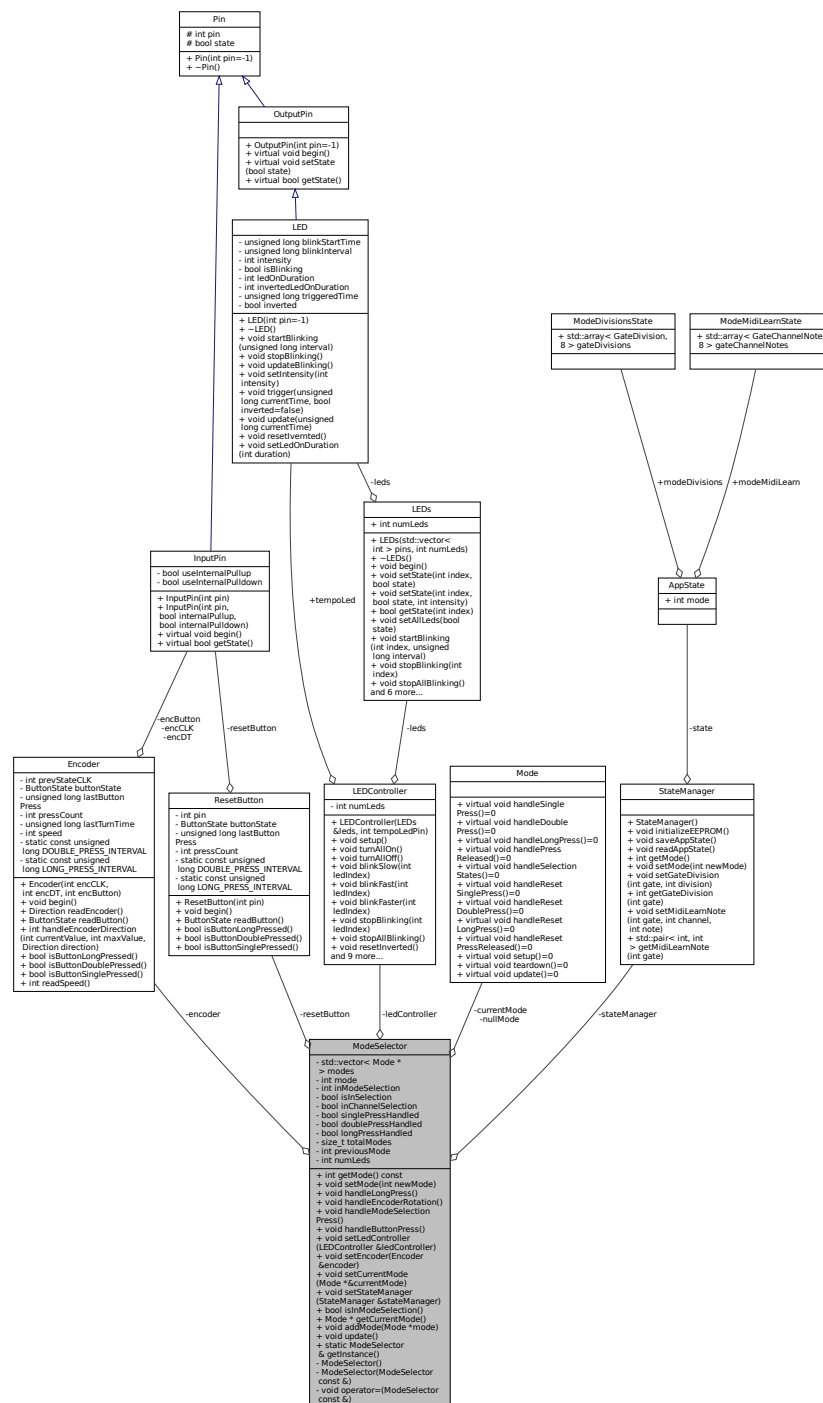 Pin
# int pin
# bool state
+ Pin(int pin=-1)
+ ~Pin()
OutputPin
+ OutputPin(int pin=-1)
+ virtual void begin()
+ virtual void setState
(bool state)
+ virtual bool getState()
LED
- unsigned long blinkStartTime
- unsigned long blinkInterval
- int intensity
- bool isBlinking
- int ledOnDuration
- int invertedLedOnDuration
- unsigned long triggeredTime
- bool inverted
+ LED(int pin=-1)
+ ~LED()
+ void startBlinking
(unsigned long interval)
+ void stopBlinking()
+ void updateBlinking()
+ void setIntensity(int
intensity)
+ void trigger(unsigned
long currentTime, bool
inverted=false)
+ void update(unsigned
long currentTime)
+ void resetIvernted()
+ void setLedOnDuration
(int duration)
ModeDivisionsState
+ std::array< GateDivision,
8 > gateDivisions
ModeMidiLearnState
+ std::array< GateChannelNote,
8 > gateChannelNotes
-leds
+modeDivisions
+modeMidiLearn
LEDs
+ int numLeds
+ LEDs(std::vector<
int > pins, int numLeds)
+ ~LEDs()
+ void begin()
+ void setState(int index,
bool state)
+ void setState(int index,
bool state, int intensity)
+ bool getState(int index)
+ void setAllLeds(bool
state)
+ void startBlinking
(int index, unsigned
long interval)
+ void stopBlinking(int
index)
+ void stopAllBlinking()
and 6 more...
InputPin
- bool useInternalPullup
- bool useInternalPulldown
+ InputPin(int pin)
+ InputPin(int pin,
bool internalPullup,
bool internalPulldown)
+ virtual void begin()
+ virtual bool getState()
+tempoLed
AppState
+ int mode
-encButton
-encCLK
-encDT
-resetButton
-leds
-state
Encoder
- int prevStateCLK
- ButtonState buttonState
- unsigned long lastButton
Press
- int pressCount
- unsigned long lastTurnTime
- int speed
- static const unsigned
long DOUBLE_PRESS_INTERVAL
- static const unsigned
long LONG_PRESS_INTERVAL
+ Encoder(int encCLK,
int encDT, int encButton)
+ void begin()
+ Direction readEncoder()
+ ButtonState readButton()
+ int handleEncoderDirection
(int currentValue, int maxValue,
Direction direction)
+ bool isButtonLongPressed()
+ bool isButtonDoublePressed()
+ bool isButtonSinglePressed()
+ int readSpeed()
ResetButton
- int pin
- ButtonState buttonState
- unsigned long lastButton
Press
- int pressCount
- static const unsigned
long DOUBLE_PRESS_INTERVAL
- static const unsigned
long LONG_PRESS_INTERVAL
+ ResetButton(int pin)
+ void begin()
+ ButtonState readButton()
+ bool isButtonLongPressed()
+ bool isButtonDoublePressed()
+ bool isButtonSinglePressed()
LEDController
- int numLeds
+ LEDController(LEDs
&leds, int tempoLedPin)
+ void setup()
+ void turnAllOn()
+ void turnAllOff()
+ void blinkSlow(int
ledIndex)
+ void blinkFast(int
ledIndex)
+ void blinkFaster(int
ledIndex)
+ void stopBlinking(int
ledIndex)
+ void stopAllBlinking()
+ void resetInverted()
and 9 more...
Mode
+ virtual void handleSingle
Press()=0
+ virtual void handleDouble
Press()=0
+ virtual void handleLongPress()=0
+ virtual void handlePress
Released()=0
+ virtual void handleSelection
States()=0
+ virtual void handleReset
SinglePress()=0
+ virtual void handleReset
DoublePress()=0
+ virtual void handleReset
LongPress()=0
+ virtual void handleReset
PressReleased()=0
+ virtual void setup()=0
+ virtual void teardown()=0
+ virtual void update()=0
StateManager
+ StateManager()
+ void initializeEEPROM()
+ void saveAppState()
+ void readAppState()
+ int getMode()
+ void setMode(int newMode)
+ void setGateDivision
(int gate, int division)
+ int getGateDivision
(int gate)
+ void setMidiLearnNote
(int gate, int channel,
int note)
+ std::pair< int, int
> getMidiLearnNote
(int gate)
-encoder
-resetButton
-ledController
-currentMode
-nullMode
-stateManager
ModeSelector
- std::vector< Mode *
> modes
- int mode
- int inModeSelection
- bool isInSelection
- bool inChannelSelection
- bool singlePressHandled
- bool doublePressHandled
- bool longPressHandled
- size_t totalModes
- int previousMode
- int numLeds
+ int getMode() const
+ void setMode(int newMode)
+ void handleLongPress()
+ void handleEncoderRotation()
+ void handleModeSelection
Press()
+ void handleButtonPress()
+ void setLedController
(LEDController &ledController)
+ void setEncoder(Encoder
&encoder)
+ void setCurrentMode
(Mode *&currentMode)
+ void setStateManager
(StateManager &stateManager)
+ bool isInModeSelection()
+ Mode * getCurrentMode()
+ void addMode(Mode *mode)
+ void update()
+ static ModeSelector
& getInstance()
- ModeSelector()
- ModeSelector(ModeSelector
const &)
- void operator=(ModeSelector
const &)